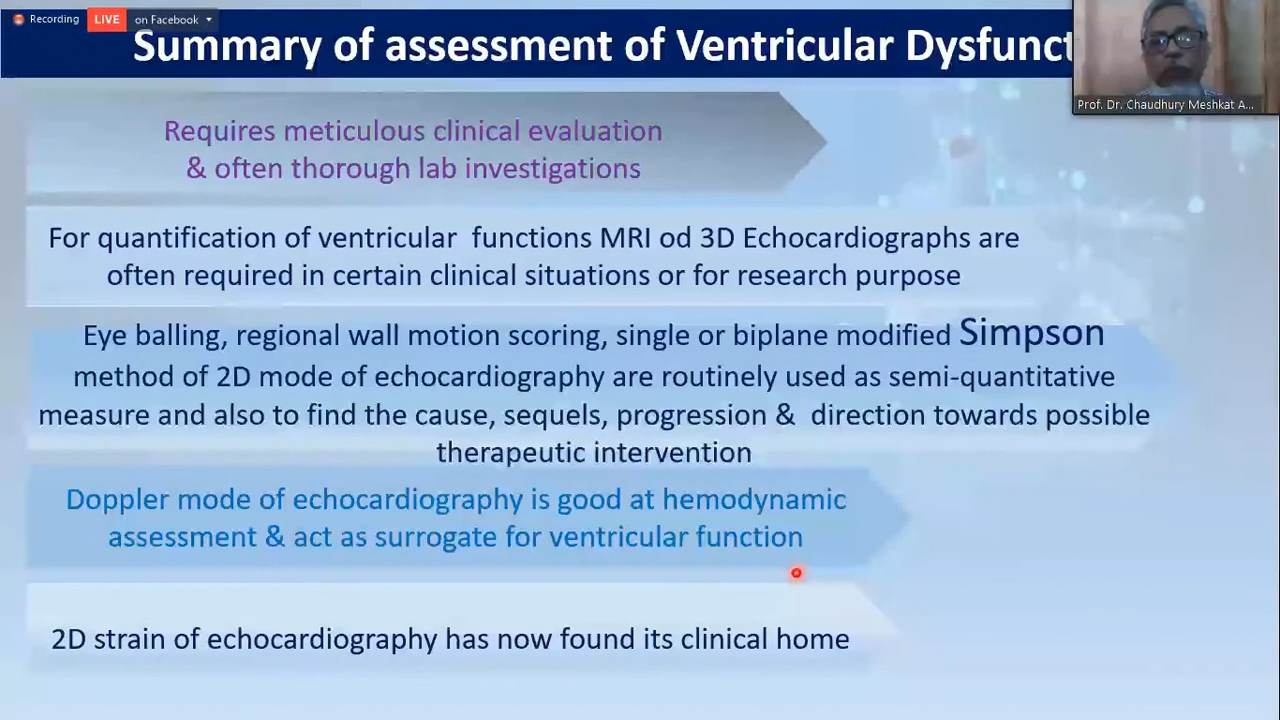 Recording LIVE on Facebook
Summary of assessment of Ventricular Dysfunct
Prof. Dr. Chaudhury Meshkat A...
Requires meticulous clinical evaluation
& often thorough lab investigations
For quantification of ventricular functions MRI od 3D Echocardiographs are
often required in certain clinical situations or for research purpose
Eye balling, regional wall motion scoring, single or biplane modified Simpson
method of 2D mode of echocardiography are routinely used as semi-quantitative
measure and also to find the cause, sequels, progression & direction towards possible
therapeutic intervention
Doppler mode of echocardiography is good at hemodynamic
assessment & act as surrogate for ventricular function
2D strain of echocardiography has now found its clinical home